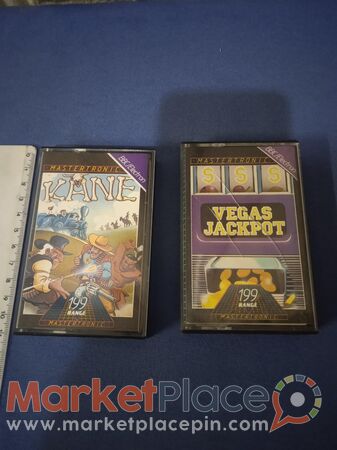 MASTERTRONIC
BBC/Electron
KANE
199
RANGE
MASTERTRONIC
MASTERTRONIC
BBC/Electron
S S S
VEGAS
JACKPOT
199
RANGE
MASTERTRONIC
MarketPlace
www.marketplacepin.com